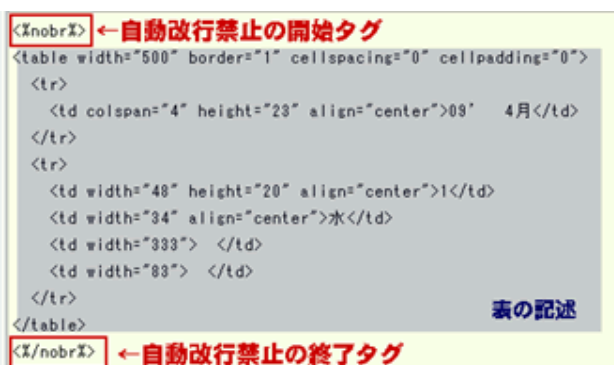 <%nobr%> ←自動改行禁止の開始タグ
<table width="500" border="1" cellspacing="0" cellpadding="0">
<tr>
<td colspan="4" height="23" align="center">09'　4月</td>
</tr>
<tr>
<td width="48" height="20" align="center">1</td>
<td width="34" align="center">水</td>
<td width="333">　</td>
<td width="83">　</td>
</tr>
表の記述
</table>
<%/nobr%> ←自動改行禁止の終了タグ